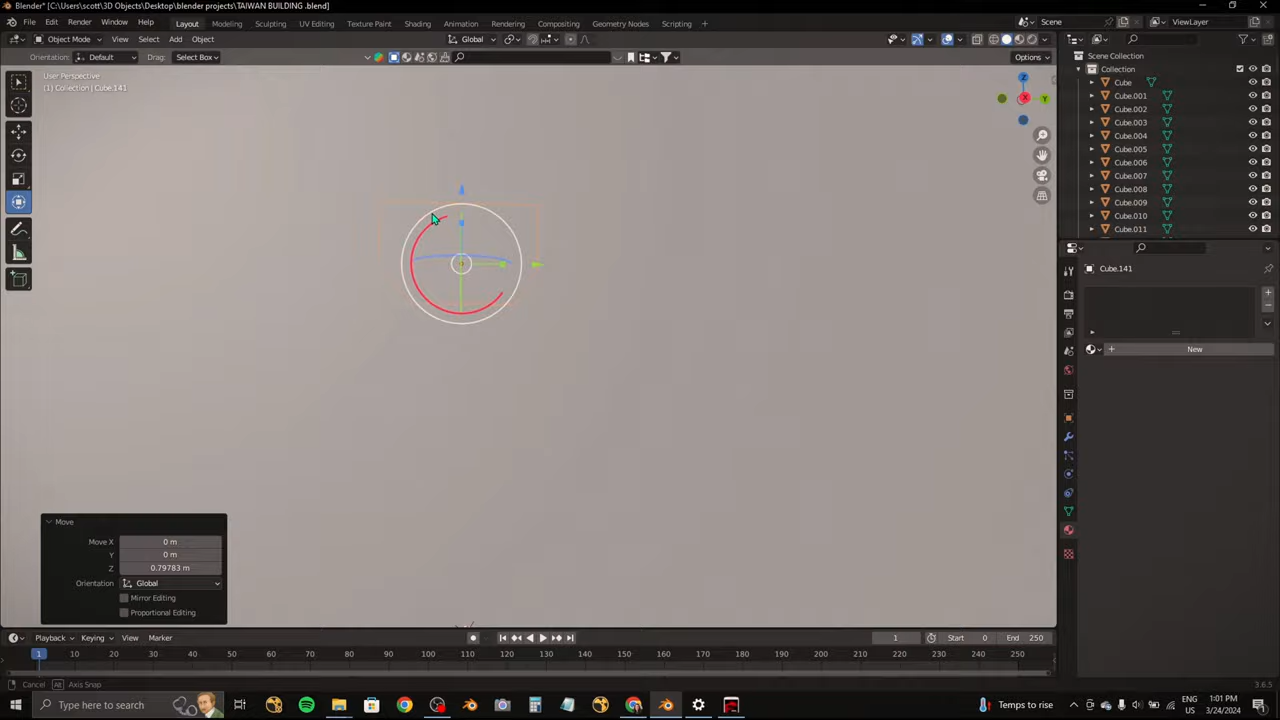 Blender* [C:\Users\scott\3D Objects\Desktop\blender projects\TAIWAN BUILDING .blend]
File Edit Render Window Help Layout Modeling Sculpting UV Editing Texture Paint Shading Animation Rendering Compositing Geometry Nodes Scripting + Scene ViewLayer
Object Mode View Select Add Object Global
Orientation: Default Drag: Select Box Options
User Perspective
(1) Collection | Cube.141
Scene Collection
Collection
Cube
Cube.001
Cube.002
Cube.003
Cube.004
Cube.005
Cube.006
Cube.007
Cube.008
Cube.009
Cube.010
Cube.011
Z
X
Y
Cube.141
+ New
Move
Move X 0 m
Y 0 m
Z 0.79783 m
Orientation Global
Mirror Editing
Proportional Editing
Playback Keying View Marker 1 Start 0 End 250
1 10 20 30 40 50 60 70 80 90 100 110 120 130 140 150 160 170 180 190 200 210 220 230 240 250
Cancel Alt Axis Snap 3.6.5
Type here to search
Temps to rise
ENG
US
1:01 PM
3/24/2024